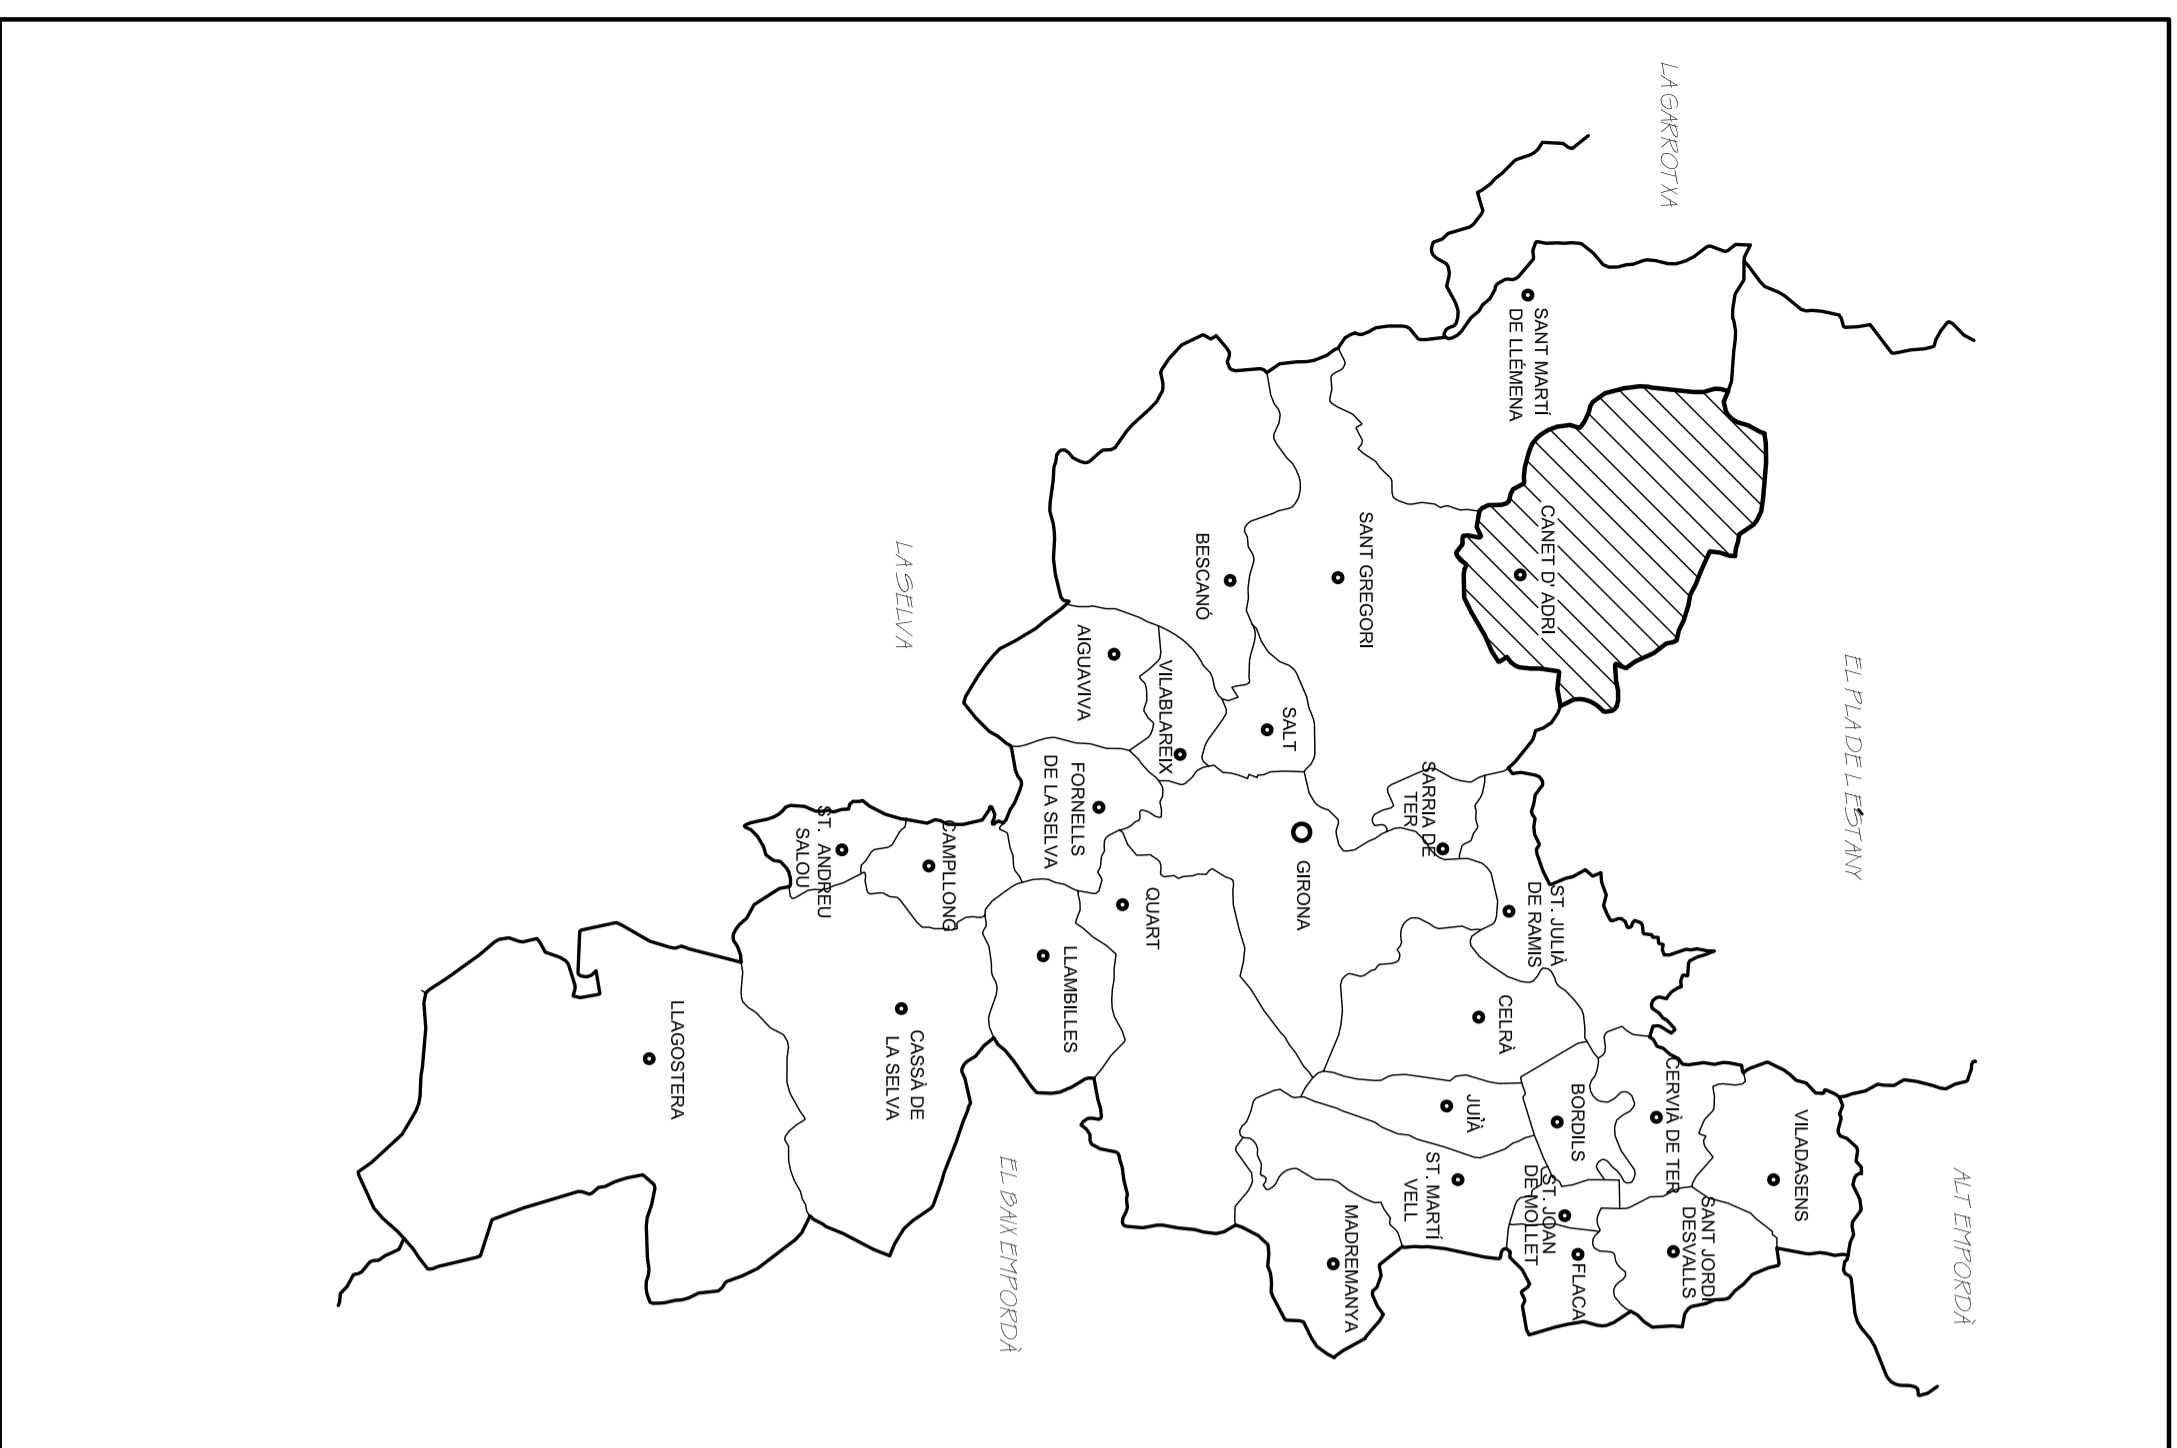 ALT EMPORDÀ
EL PLA DE L'ESTANY
LA GARROTXA
VILADASENS
SANT JORDI
DESVALLS
CERVIÀ DE TER
BORDILS
FLACA
ST. JOAN
DE MOLLET
ST. JULIÀ
DE RAMIS
CANET D' ADRI
SANT MARTÍ
DE LLÉMENA
CELRÀ
JUIÀ
ST. MARTÍ
VELL
SARRIA DE
TER
SANT GREGORI
MADREMANYA
GIRONA
SALT
BESCANÓ
VILABLAREIX
QUART
AIGUAVIVA
FORNELLS
DE LA SELVA
LLAMBILLES
EL BAIX EMPORDÀ
CAMPLLONG
CASSÀ DE
LA SELVA
LA SELVA
ST. ANDREU
SALOU
LLAGOSTERA